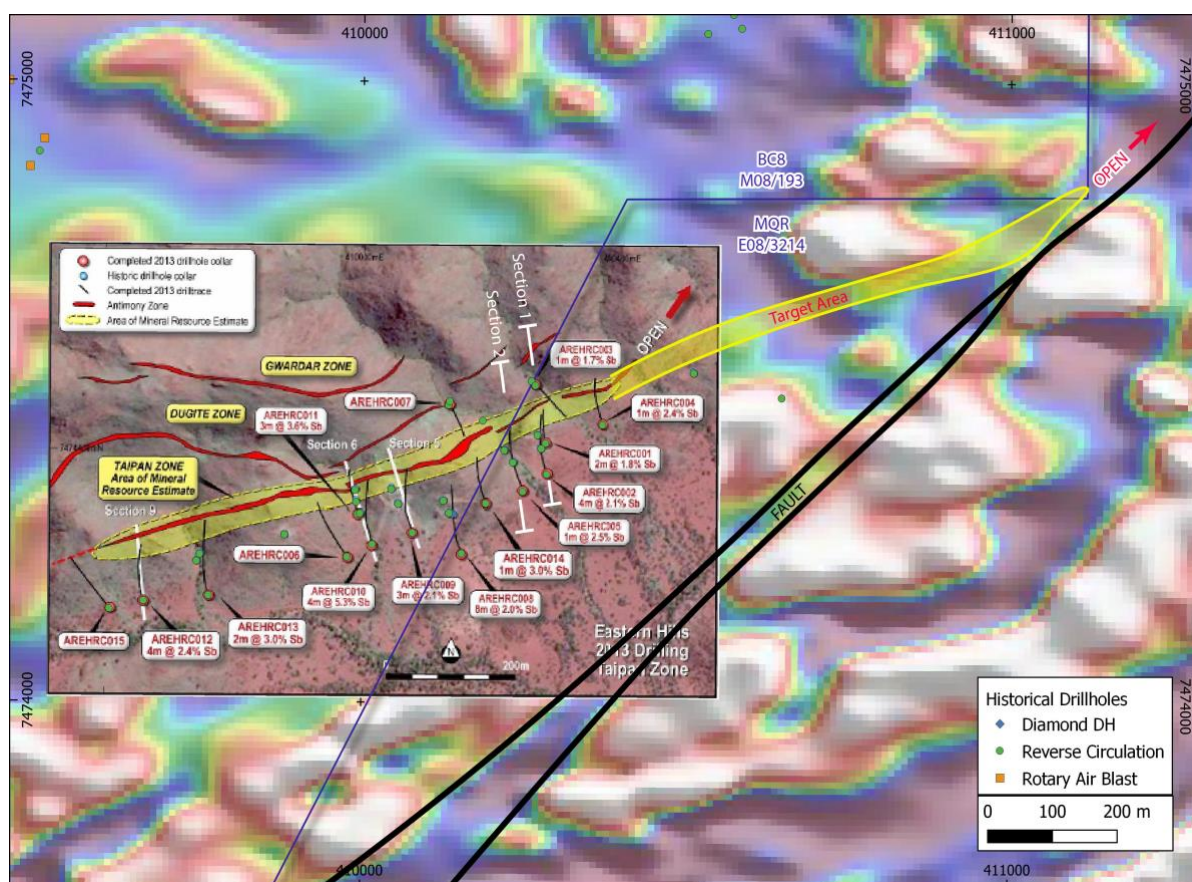 410000
411000
7475000
7475000
BC8
M08/193
OPEN
MQR
E08/3214
Target Area
Completed 2013 drillhole collar
Historic drillhole collar
Completed 2013 drilltrace
Antimony Zone
Area of Mineral Resource Estimate
Section 1
Section 2
OPEN
AREHRC003
1m @ 1.7% Sb
GWARDAR ZONE
AREHRC007
AREHRC004
1m @ 2.4% Sb
DUGITE ZONE
AREHRC011
3m @ 3.6% Sb
Section 6
Section 5
AREHRC001
2m @ 1.8% Sb
TAIPAN ZONE
Area of Mineral
Resource Estimate
AREHRC002
4m @ 2.1% Sb
FAULT
Section 9
AREHRC005
1m @ 2.5% Sb
AREHRC006
AREHRC014
1m @ 3.0% Sb
AREHRC010
4m @ 5.3% Sb
AREHRC009
3m @ 2.1% Sb
AREHRC008
8m @ 2.0% Sb
AREHRC015
AREHRC012
4m @ 2.4% Sb
AREHRC013
2m @ 3.0% Sb
N
200m
Eastern Hills
2013 Drilling
Taipan Zone
7474000
7474000
Historical Drillholes
Diamond DH
Reverse Circulation
Rotary Air Blast
0 100 200 m
410000
411000